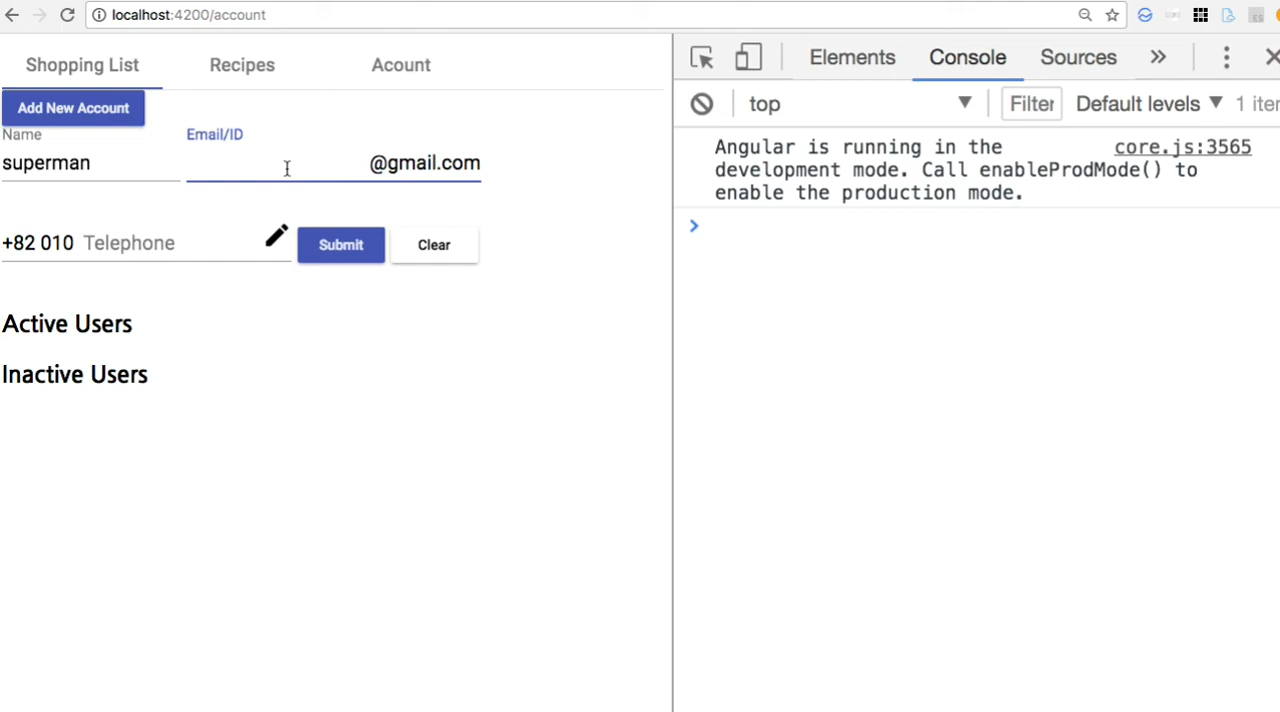 localhost:4200/account
Shopping List Recipes Acount
Add New Account
Name Email/ID
superman @gmail.com
+82 010 Telephone Submit Clear
Active Users
Inactive Users
Elements Console Sources »
top Filter Default levels 1 iter
Angular is running in the core.js:3565
development mode. Call enableProdMode() to
enable the production mode.